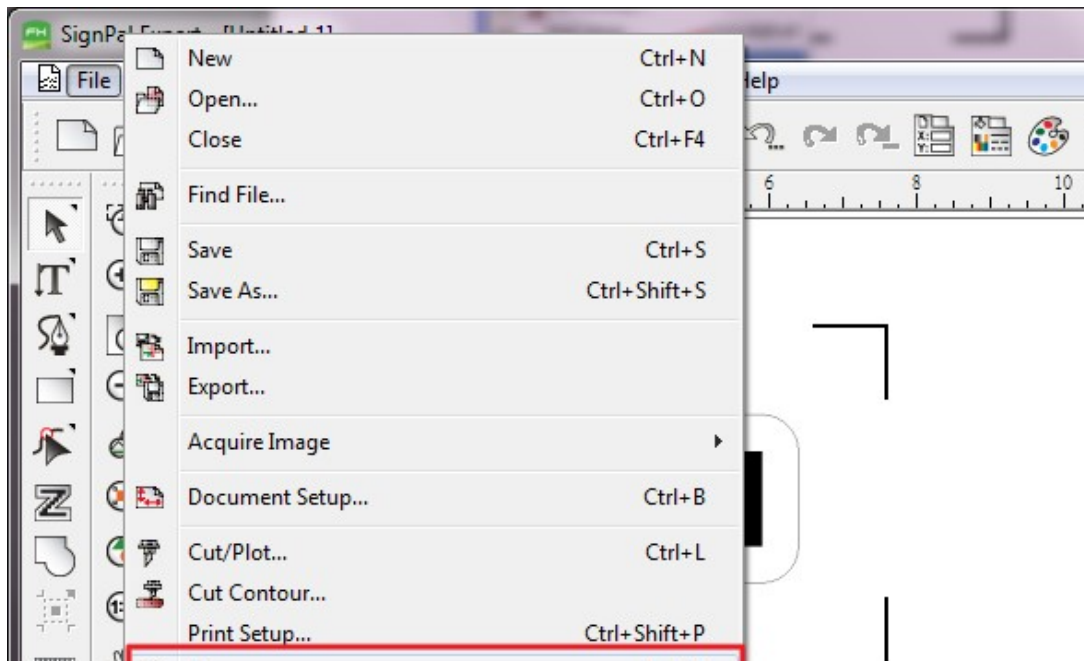 File
Help
New Ctrl+N
Open... Ctrl+O
Close Ctrl+F4
6 8 10
Find File...
Save Ctrl+S
Save As... Ctrl+Shift+S
Import...
Export...
Acquire Image
Document Setup... Ctrl+B
Cut/Plot... Ctrl+L
Cut Contour...
Print Setup... Ctrl+Shift+P